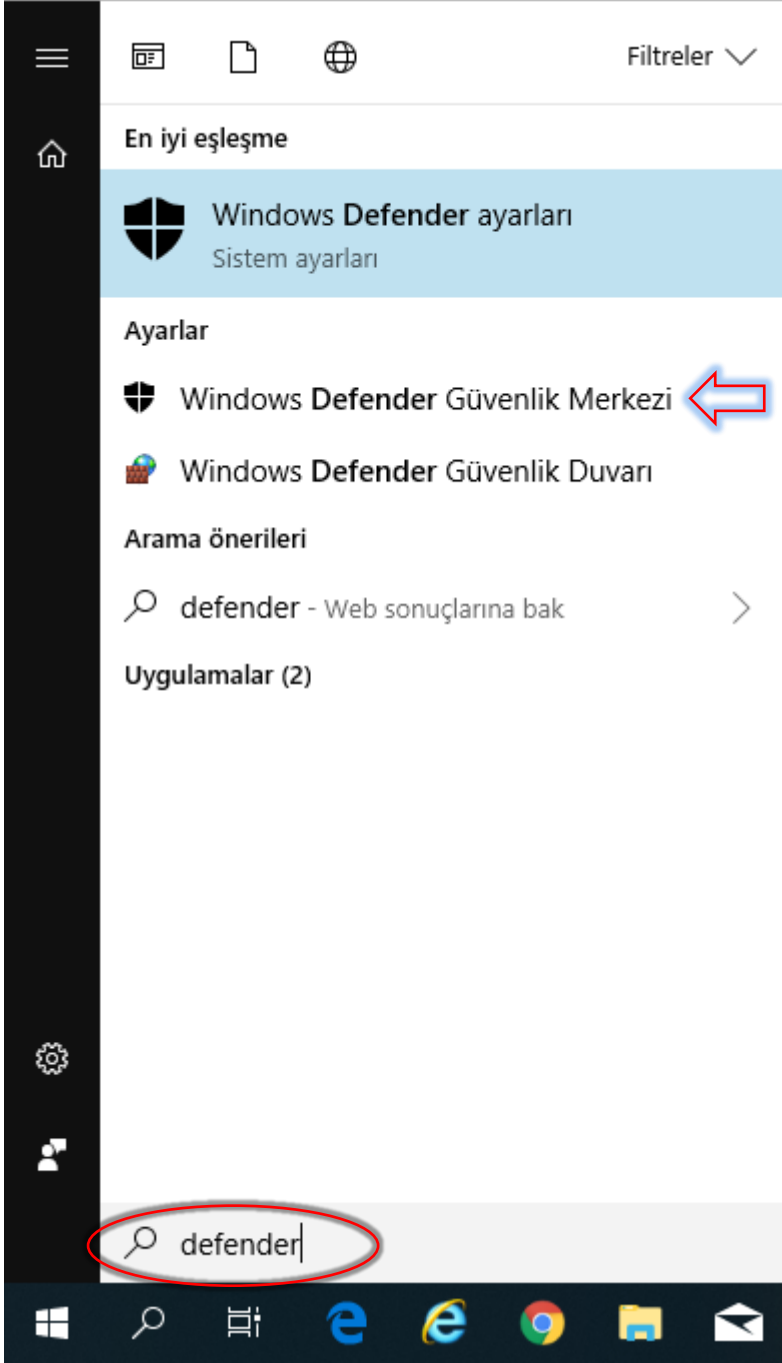 Filtreler
En iyi eşleşme
Windows Defender ayarları
Sistem ayarları
Ayarlar
Windows Defender Güvenlik Merkezi
Windows Defender Güvenlik Duvarı
Arama önerileri
defender - Web sonuçlarına bak
Uygulamalar (2)
defender